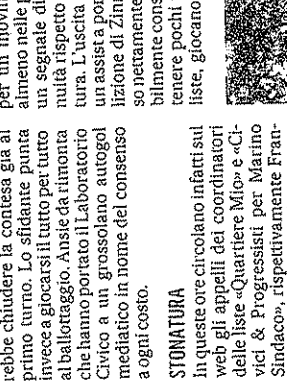 rebbe chiudere la contesa già al
primo turno. Lo sfidante punta
invece a giocarsi il tutto per tutto
al ballottaggio. Ansie da rimonta
che hanno portato il Laboratorio
Civico a un grossolano autogol
mediatico in nome del consenso
a ogni costo.
STONATURA
In queste ore circolano infatti sul
web gli appelli dei coordinatori
delle liste «Quartiere Mio» e «Ci-
vici & Progressisti per Marino
Sindaco», rispettivamente Fran-
per un
almeno nelle
un segnale di
nuità rispetto
tura. L'uscita
un assist a por
lizione di Zin
so nettamente
bilmente cons
tenere pochi
liste, giocano